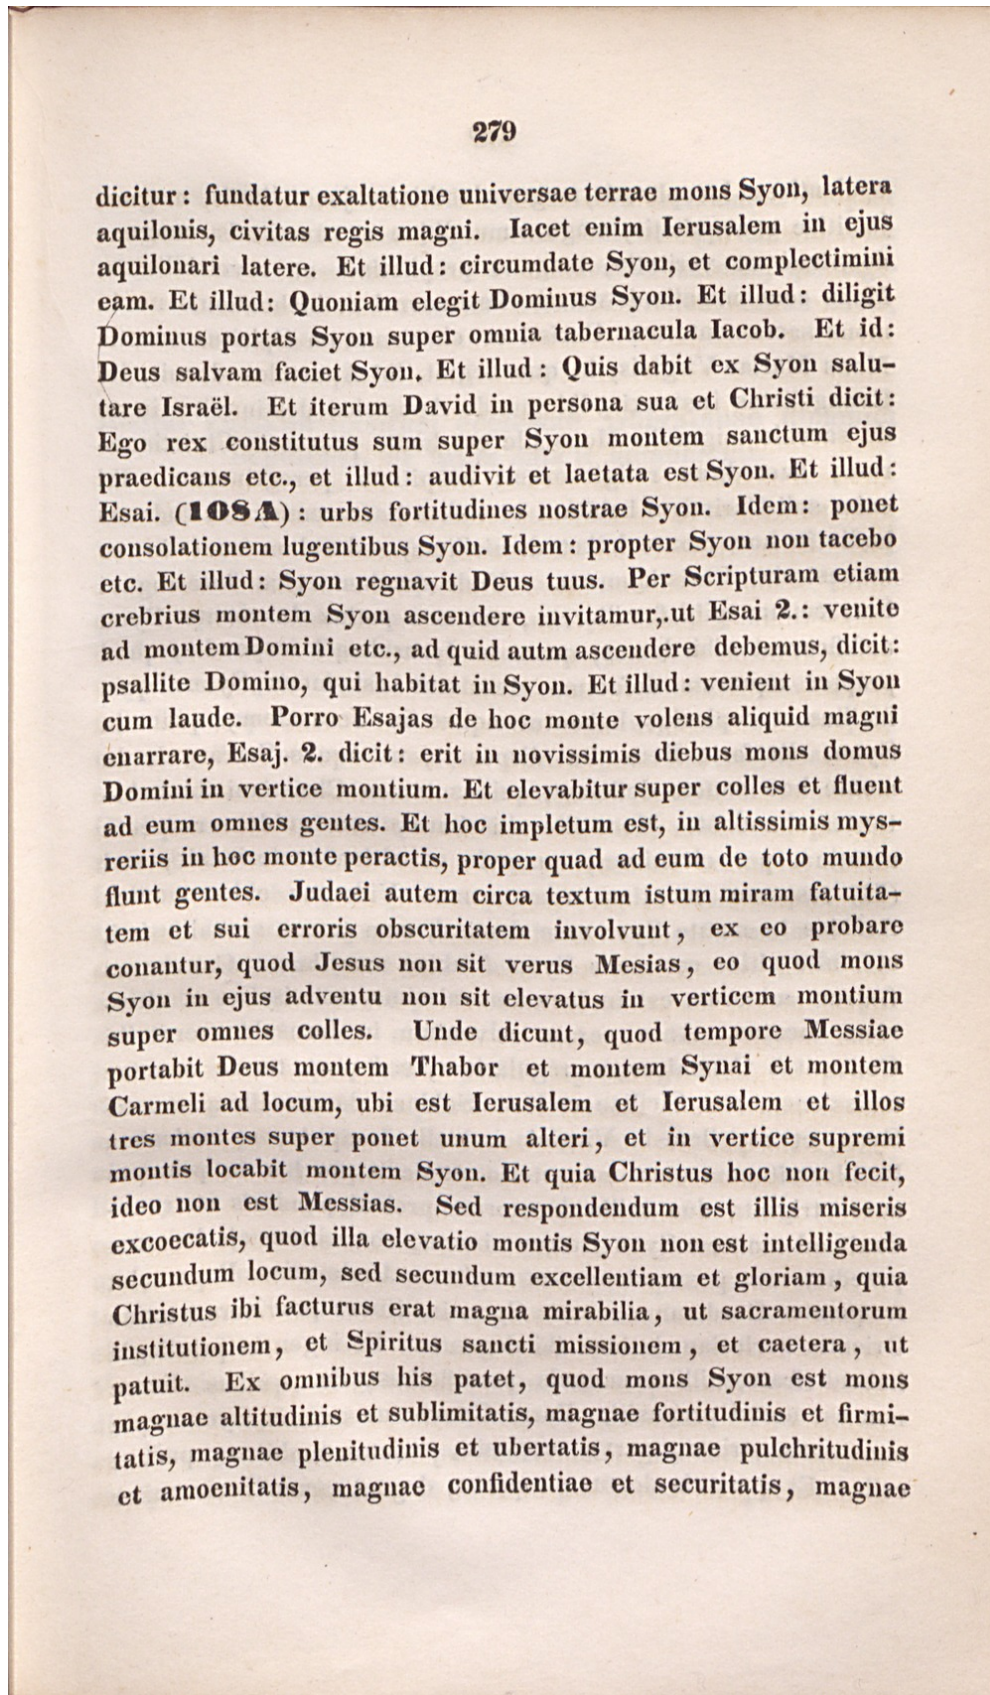 279
dicitur: fundatur exaltatione universae terrae mons Syon, latera
aquilonis, civitas regis magni. Iacet enim Ierusalem in ejus
aquilonari latere. Et illud: circumdate Syon, et complectimini
eam. Et illud: Quoniam elegit Dominus Syon. Et illud: diligit
Dominus portas Syon super omnia tabernacula Iacob. Et id:
Deus salvam faciet Syon. Et illud: Quis dabit ex Syon salu-
tare Israël. Et iterum David in persona sua et Christi dicit:
Ego rex constitutus sum super Syon montem sanctum ejus
praedicans etc., et illud: audivit et laetata est Syon. Et illud:
Esai. (108A): urbs fortitudines nostrae Syon. Idem: ponet
consolationem lugentibus Syon. Idem: propter Syon non tacebo
etc. Et illud: Syon regnavit Deus tuus. Per Scripturam etiam
crebrius montem Syon ascendere invitamur,.ut Esai 2.: venite
ad montem Domini etc., ad quid autm ascendere debemus, dicit:
psallite Domino, qui habitat in Syon. Et illud: venient in Syon
cum laude. Porro Esajas de hoc monte volens aliquid magni
enarrare, Esaj. 2. dicit: erit in novissimis diebus mons domus
Domini in vertice montium. Et elevabitur super colles et fluent
ad eum omnes gentes. Et hoc impletum est, in altissimis mys-
reriis in hoc monte peractis, proper quad ad eum de toto mundo
flunt gentes. Judaei autem circa textum istum miram fatuita-
tem et sui erroris obscuritatem involvunt, ex eo probare
conantur, quod Jesus non sit verus Mesias, eo quod mons
Syon in ejus adventu non sit elevatus in verticem montium
super omnes colles. Unde dicunt, quod tempore Messiae
portabit Deus montem Thabor et montem Synai et montem
Carmeli ad locum, ubi est Ierusalem et Ierusalem et illos
tres montes super ponet unum alteri, et in vertice supremi
montis locabit montem Syon. Et quia Christus hoc non fecit,
ideo non est Messias. Sed respondendum est illis miseris
excoecatis, quod illa elevatio montis Syon non est intelligenda
secundum locum, sed secundum excellentiam et gloriam, quia
Christus ibi facturus erat magna mirabilia, ut sacramentorum
institutionem, et Spiritus sancti missionem, et caetera, ut
patuit. Ex omnibus his patet, quod mons Syon est mons
magnae altitudinis et sublimitatis, magnae fortitudinis et firmi-
tatis, magnae plenitudinis et ubertatis, magnae pulchritudinis
et amoenitatis, magnae confidentiae et securitatis, magnae